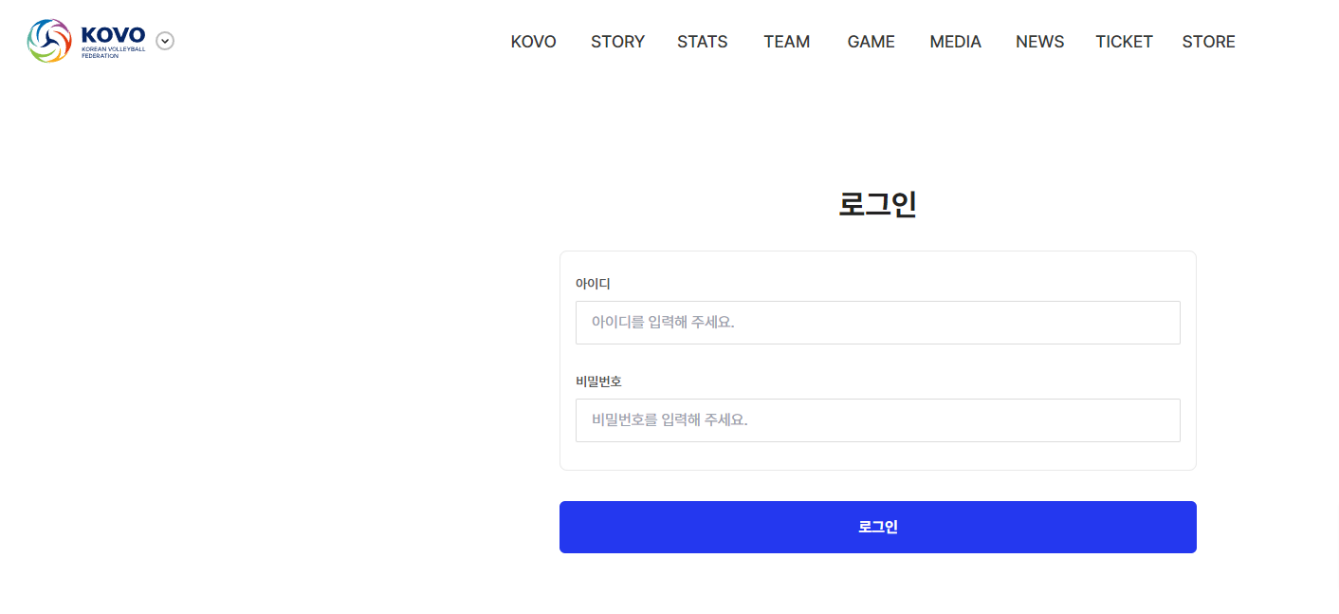 KOVO
KOREAN VOLLEYBALL
FEDERATION
KOVO STORY STATS TEAM GAME MEDIA NEWS TICKET STORE
로그인
아이디
아이디를 입력해 주세요.
비밀번호
비밀번호를 입력해 주세요.
로그인